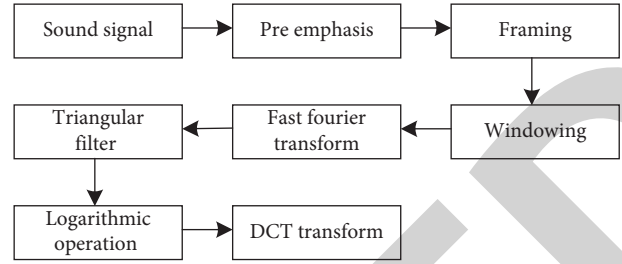 Sound signal
Pre emphasis
Framing
Windowing
Fast fourier
transform
Triangular
filter
Logarithmic
operation
DCT transform